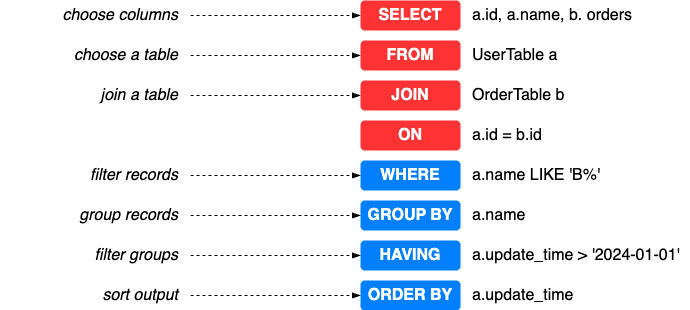 choose columns SELECT a.id, a.name, b. orders
choose a table FROM UserTable a
join a table JOIN OrderTable b
ON a.id = b.id
filter records WHERE a.name LIKE 'B%'
group records GROUP BY a.name
filter groups HAVING a.update_time > '2024-01-01'
sort output ORDER BY a.update_time